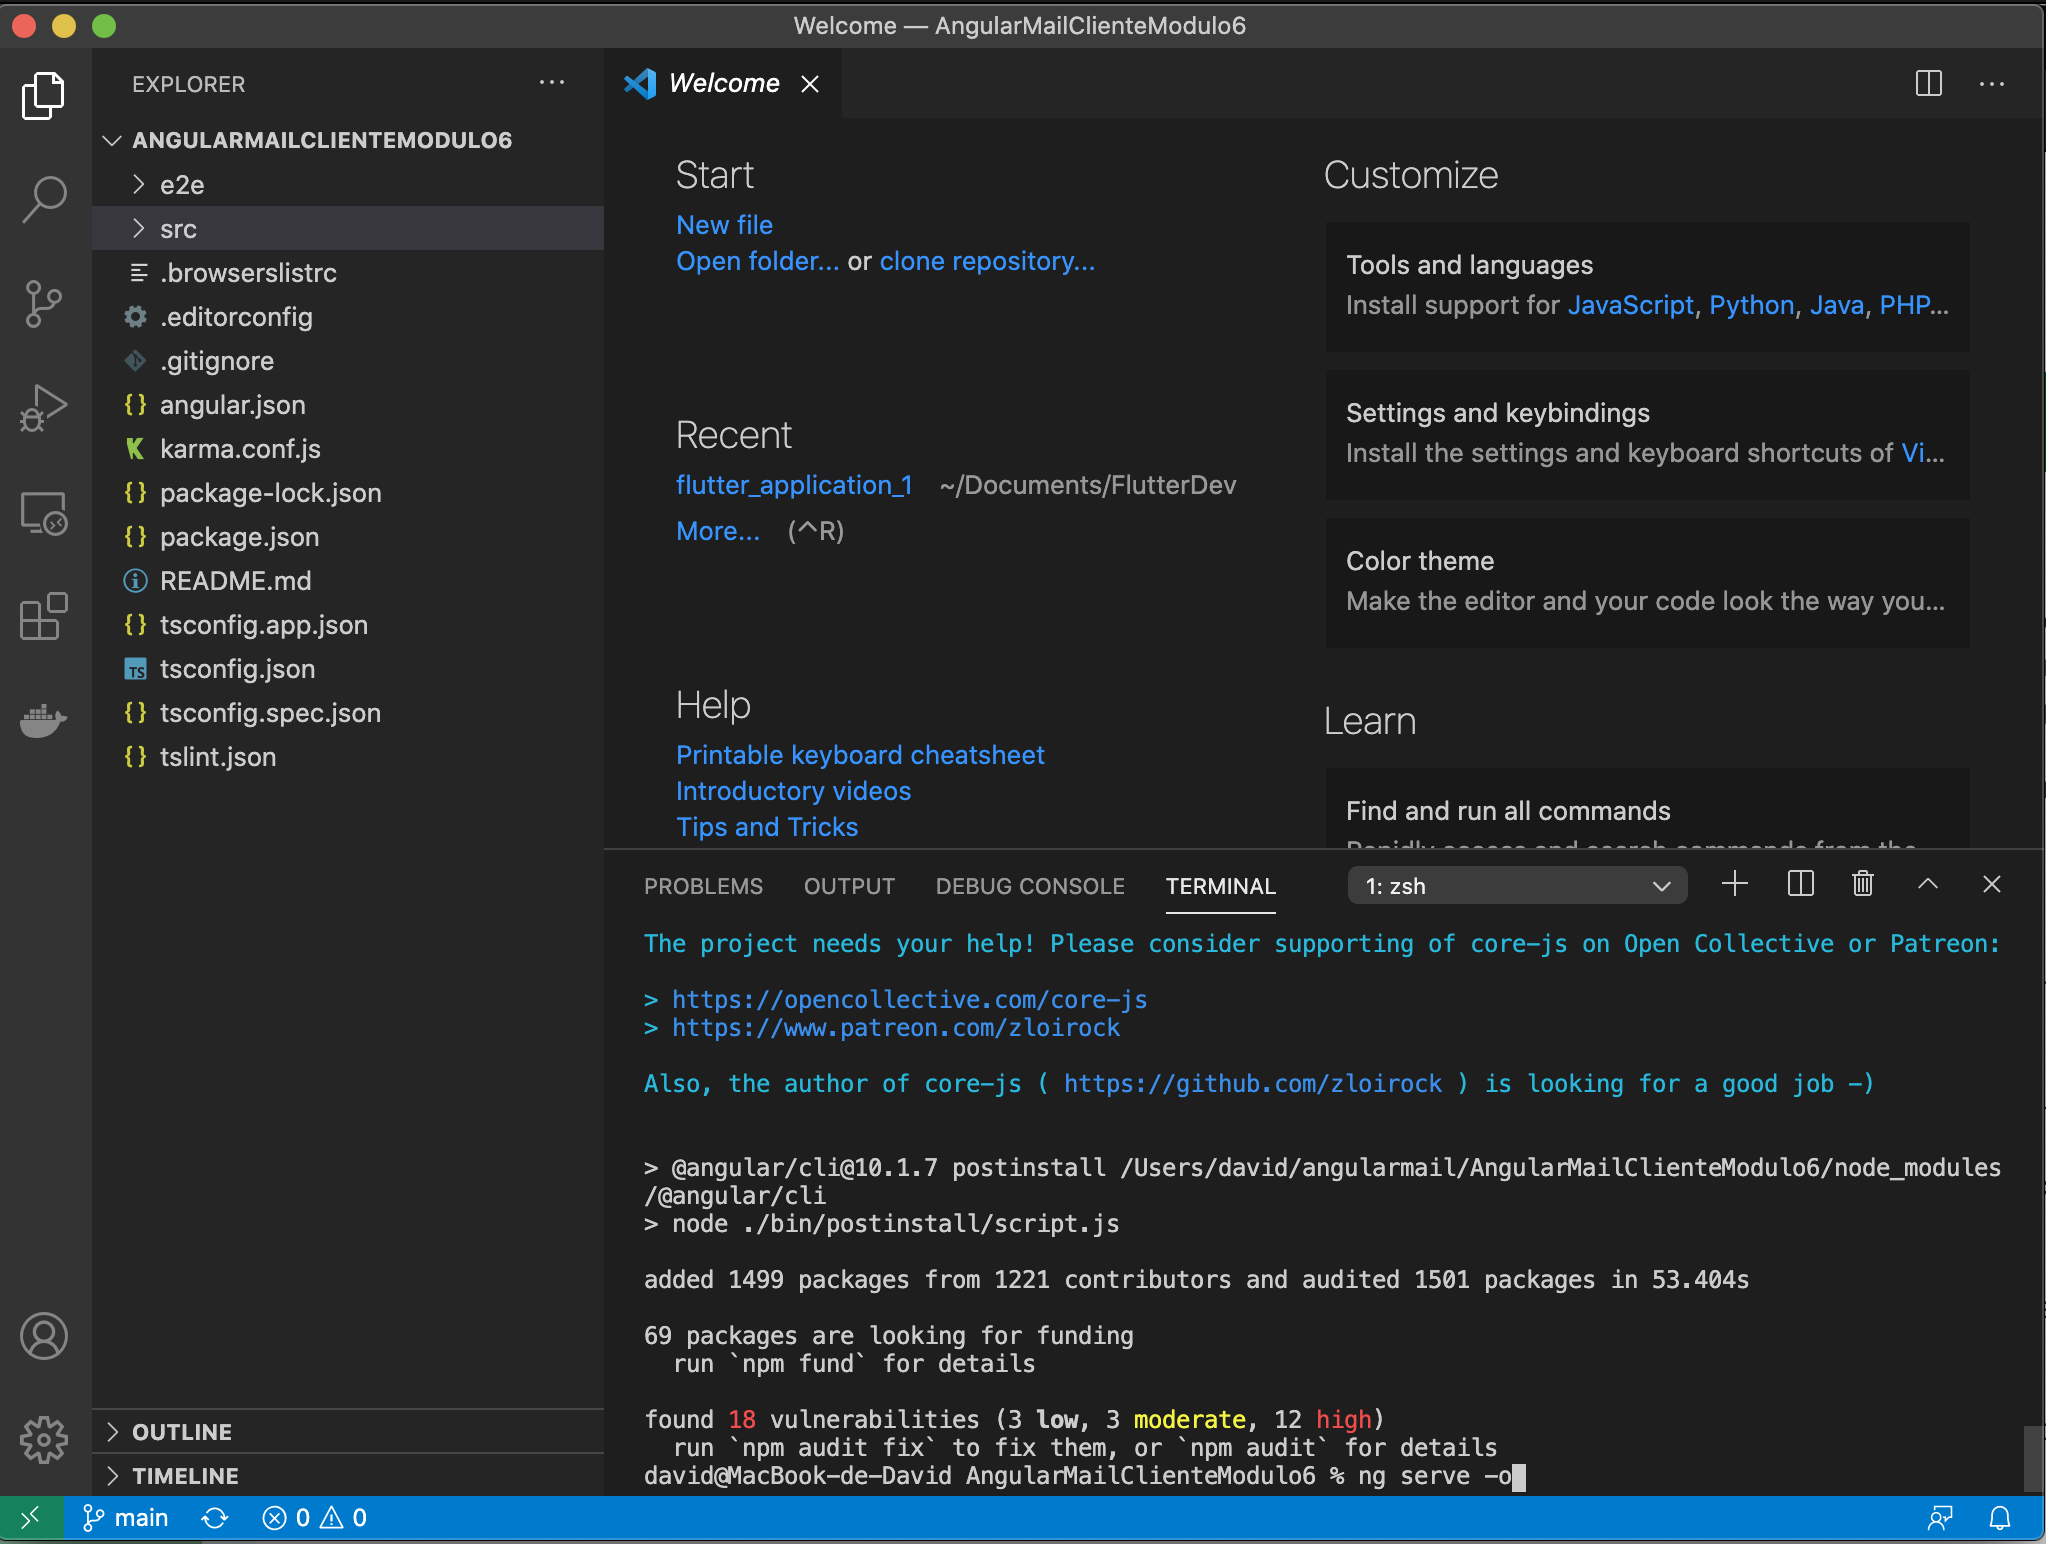 Welcome — AngularMailClienteModulo6
EXPLORER
ANGULARMAILCLIENTEMODULO6
e2e
src
.browserslistrc
.editorconfig
.gitignore
angular.json
karma.conf.js
package-lock.json
package.json
README.md
tsconfig.app.json
tsconfig.json
tsconfig.spec.json
tslint.json
OUTLINE
TIMELINE
Welcome
Start
New file
Open folder... or clone repository...
Recent
flutter_application_1 ~/Documents/FlutterDev
More... (^R)
Help
Printable keyboard cheatsheet
Introductory videos
Tips and Tricks
Customize
Tools and languages
Install support for JavaScript, Python, Java, PHP...
Settings and keybindings
Install the settings and keyboard shortcuts of Vi...
Color theme
Make the editor and your code look the way you...
Learn
Find and run all commands
Rapidly access and search commands from the
PROBLEMS OUTPUT DEBUG CONSOLE TERMINAL 1: zsh
The project needs your help! Please consider supporting of core-js on Open Collective or Patreon:
> https://opencollective.com/core-js
> https://www.patreon.com/zloirock
Also, the author of core-js ( https://github.com/zloirock ) is looking for a good job -)
> @angular/cli@10.1.7 postinstall /Users/david/angularmail/AngularMailClienteModulo6/node_modules
/@angular/cli
> node ./bin/postinstall/script.js
added 1499 packages from 1221 contributors and audited 1501 packages in 53.404s
69 packages are looking for funding
run `npm fund` for details
found 18 vulnerabilities (3 low, 3 moderate, 12 high)
run `npm audit fix` to fix them, or `npm audit` for details
david@MacBook-de-David AngularMailClienteModulo6 % ng serve -o
main 0 0